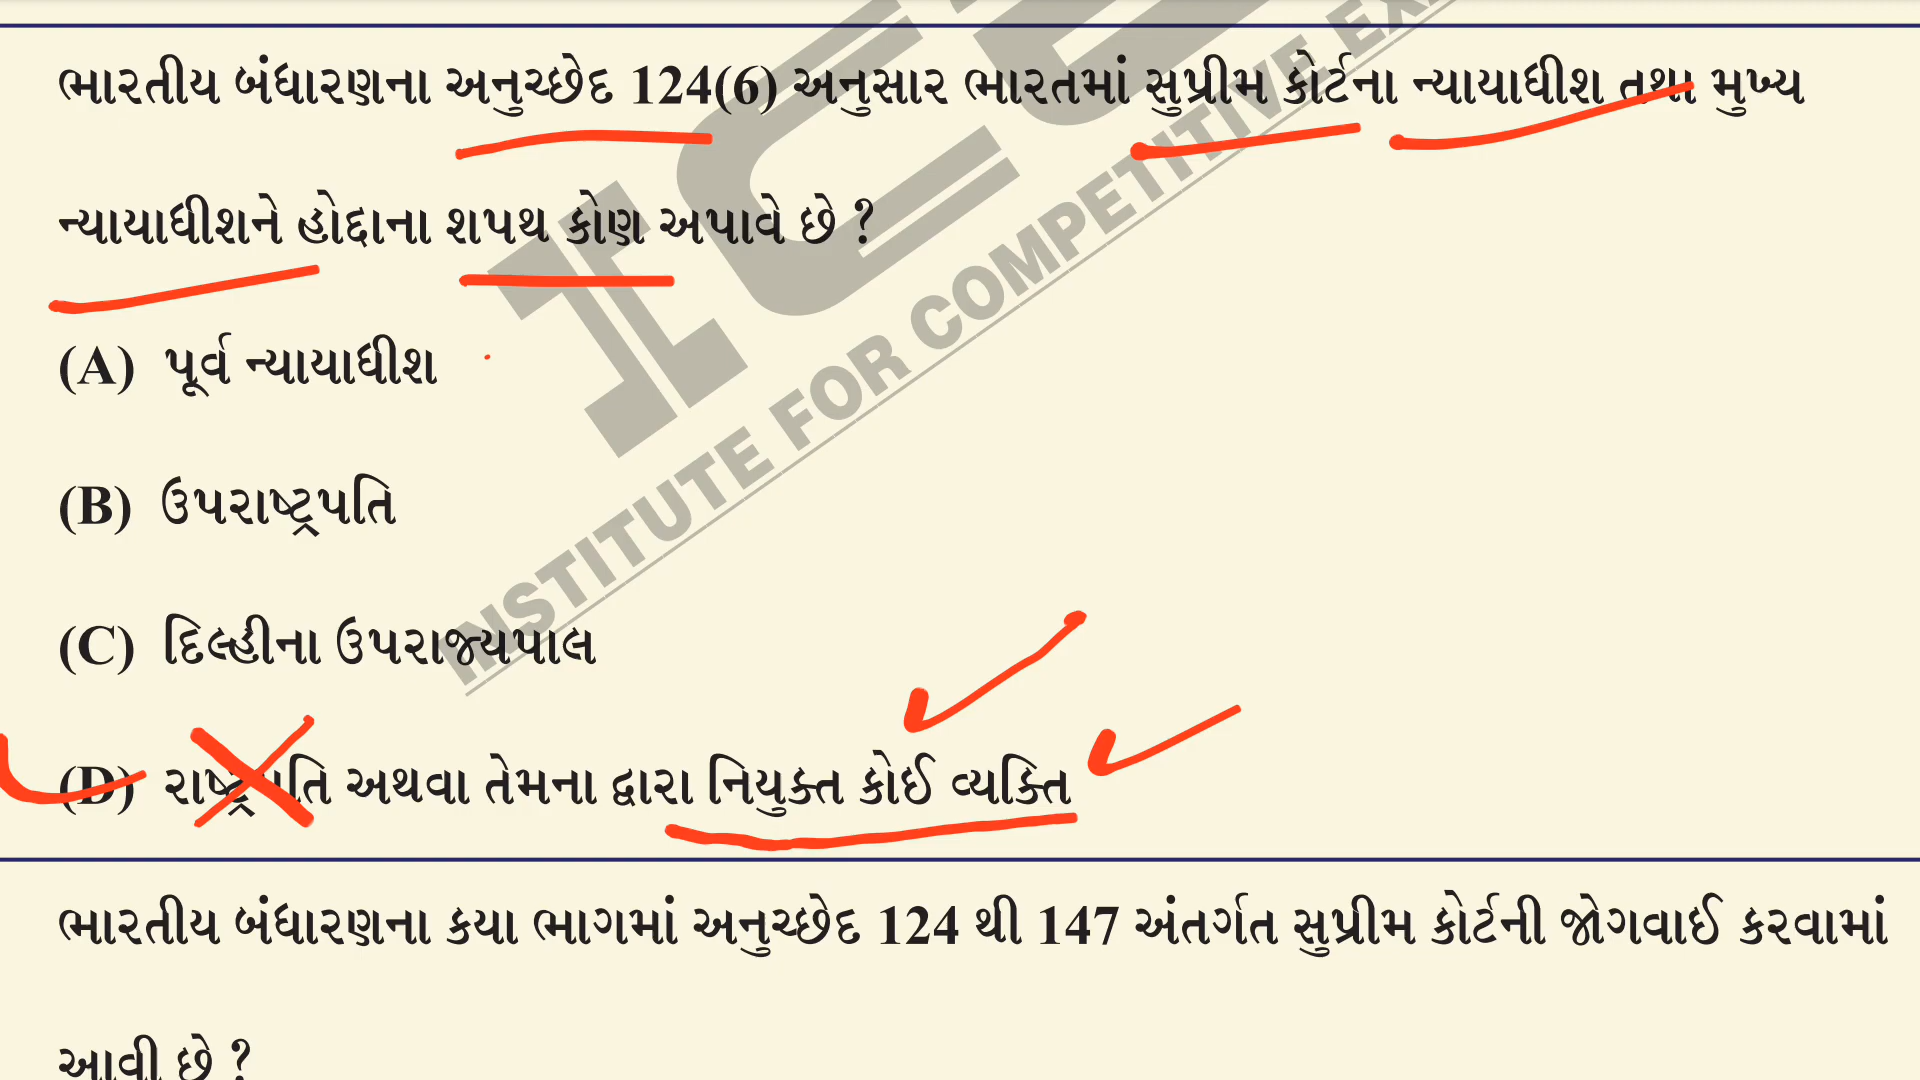 ભારતીય બંધારણના અનુચ્છેદ 124(6) અનુસાર ભારતમાં સુપ્રીમ કોર્ટના ન્યાયાધીશ તથા મુખ્ય
ન્યાયાધીશને હોદ્દાના શપથ કોણ અપાવે છે ?
(A) પૂર્વ ન્યાયાધીશ
(B) ઉપરાષ્ટ્રપતિ
(C) દિલ્હીના ઉપરાજ્યપાલ
(D) રાષ્ટ્રપતિ અથવા તેમના દ્વારા નિયુક્ત કોઈ વ્યક્તિ
ભારતીય બંધારણના કયા ભાગમાં અનુચ્છેદ 124 થી 147 અંતર્ગત સુપ્રીમ કોર્ટની જોગવાઈ કરવામાં
આવી છે ?
INSTITUTE FOR COMPETITIVE